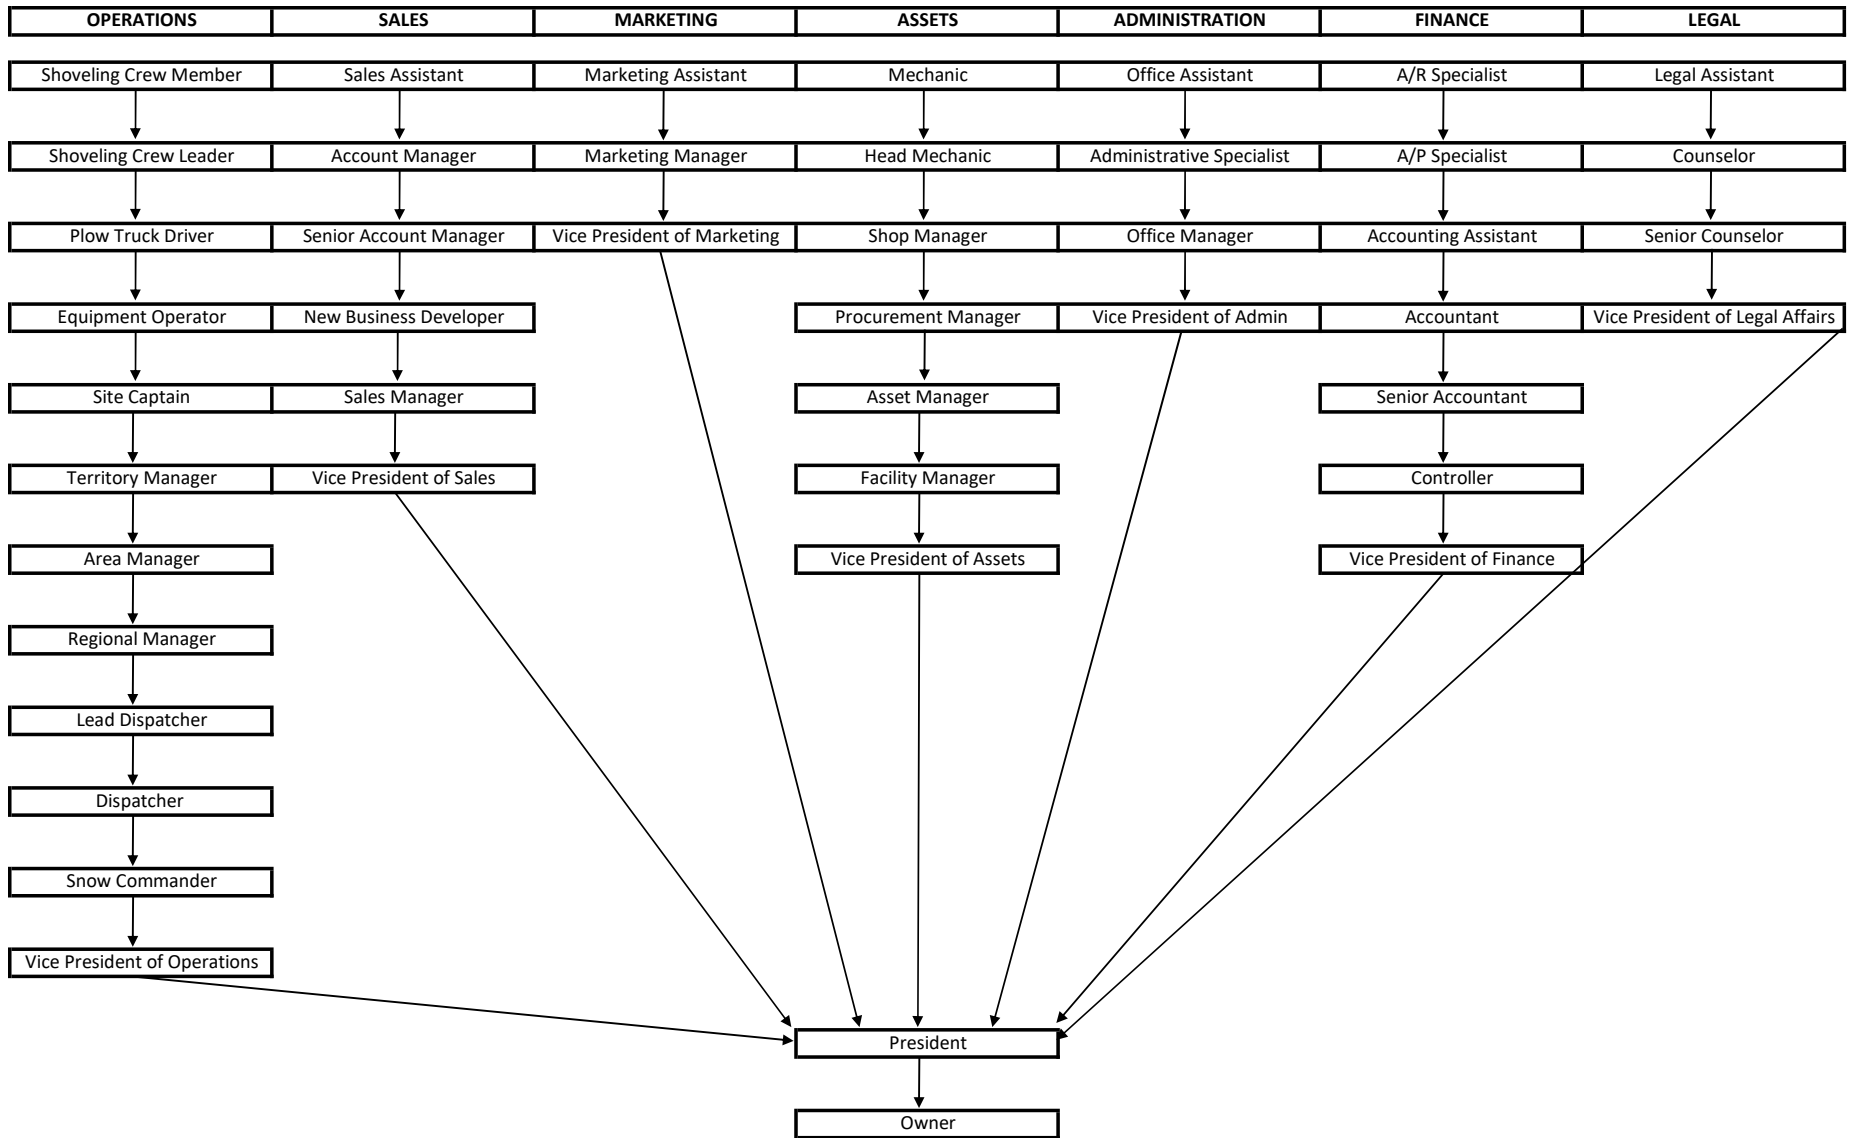 OPERATIONS SALES MARKETING ASSETS ADMINISTRATION FINANCE LEGAL
Shoveling Crew Member Sales Assistant Marketing Assistant Mechanic Office Assistant A/R Specialist Legal Assistant
Shoveling Crew Leader Account Manager Marketing Manager Head Mechanic Administrative Specialist A/P Specialist Counselor
Plow Truck Driver Senior Account Manager Vice President of Marketing Shop Manager Office Manager Accounting Assistant Senior Counselor
Equipment Operator New Business Developer Procurement Manager Vice President of Admin Accountant Vice President of Legal Affairs
Site Captain Sales Manager Asset Manager Senior Accountant
Territory Manager Vice President of Sales Facility Manager Controller
Area Manager Vice President of Assets Vice President of Finance
Regional Manager
Lead Dispatcher
Dispatcher
Snow Commander
Vice President of Operations
President
Owner